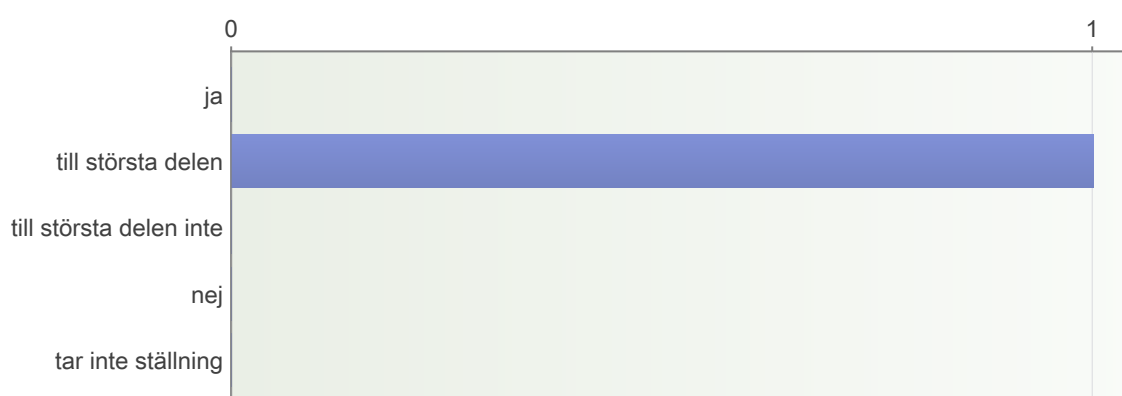 0 1
ja
till största delen
till största delen inte
nej
tar inte ställning